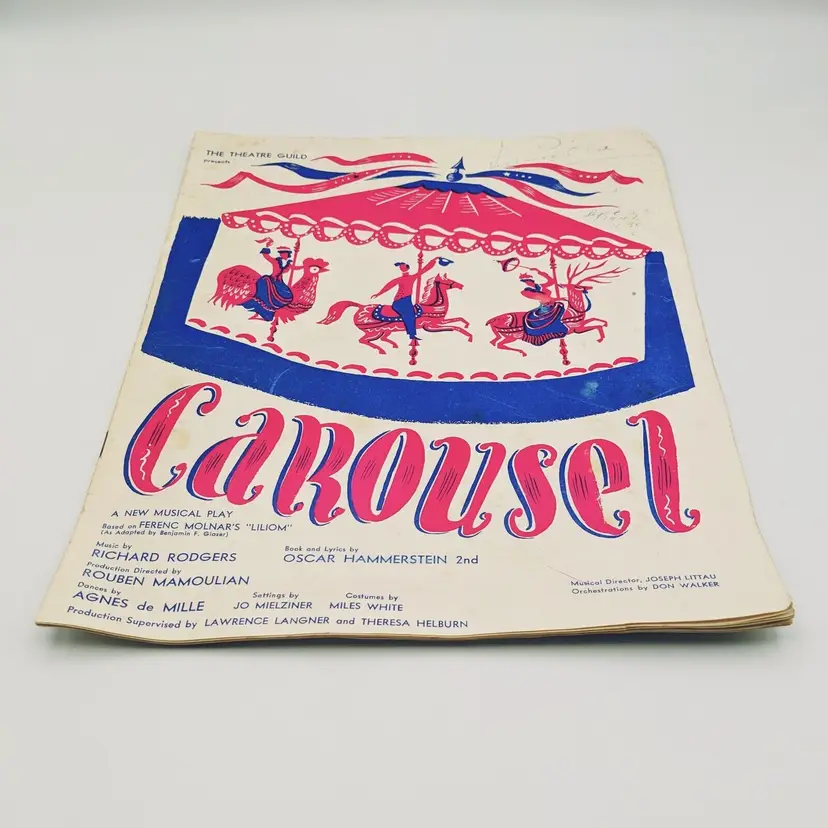 THE THEATRE GUILD
presents
CAROUSEL
A NEW MUSICAL PLAY
Based on FERENC MOLNAR'S "LILIOM"
(As Adapted by Benjamin F. Glaser)
Music by
RICHARD RODGERS
Book and Lyrics by
OSCAR HAMMERSTEIN 2nd
Production Directed by
ROUBEN MAMOULIAN
Dances by
AGNES de MILLE
Settings by
JO MIELZINER
Costumes by
MILES WHITE
Musical Director, JOSEPH LITTAU
Orchestrations by DON WALKER
Production Supervised by LAWRENCE LANGNER and THERESA HELBURN